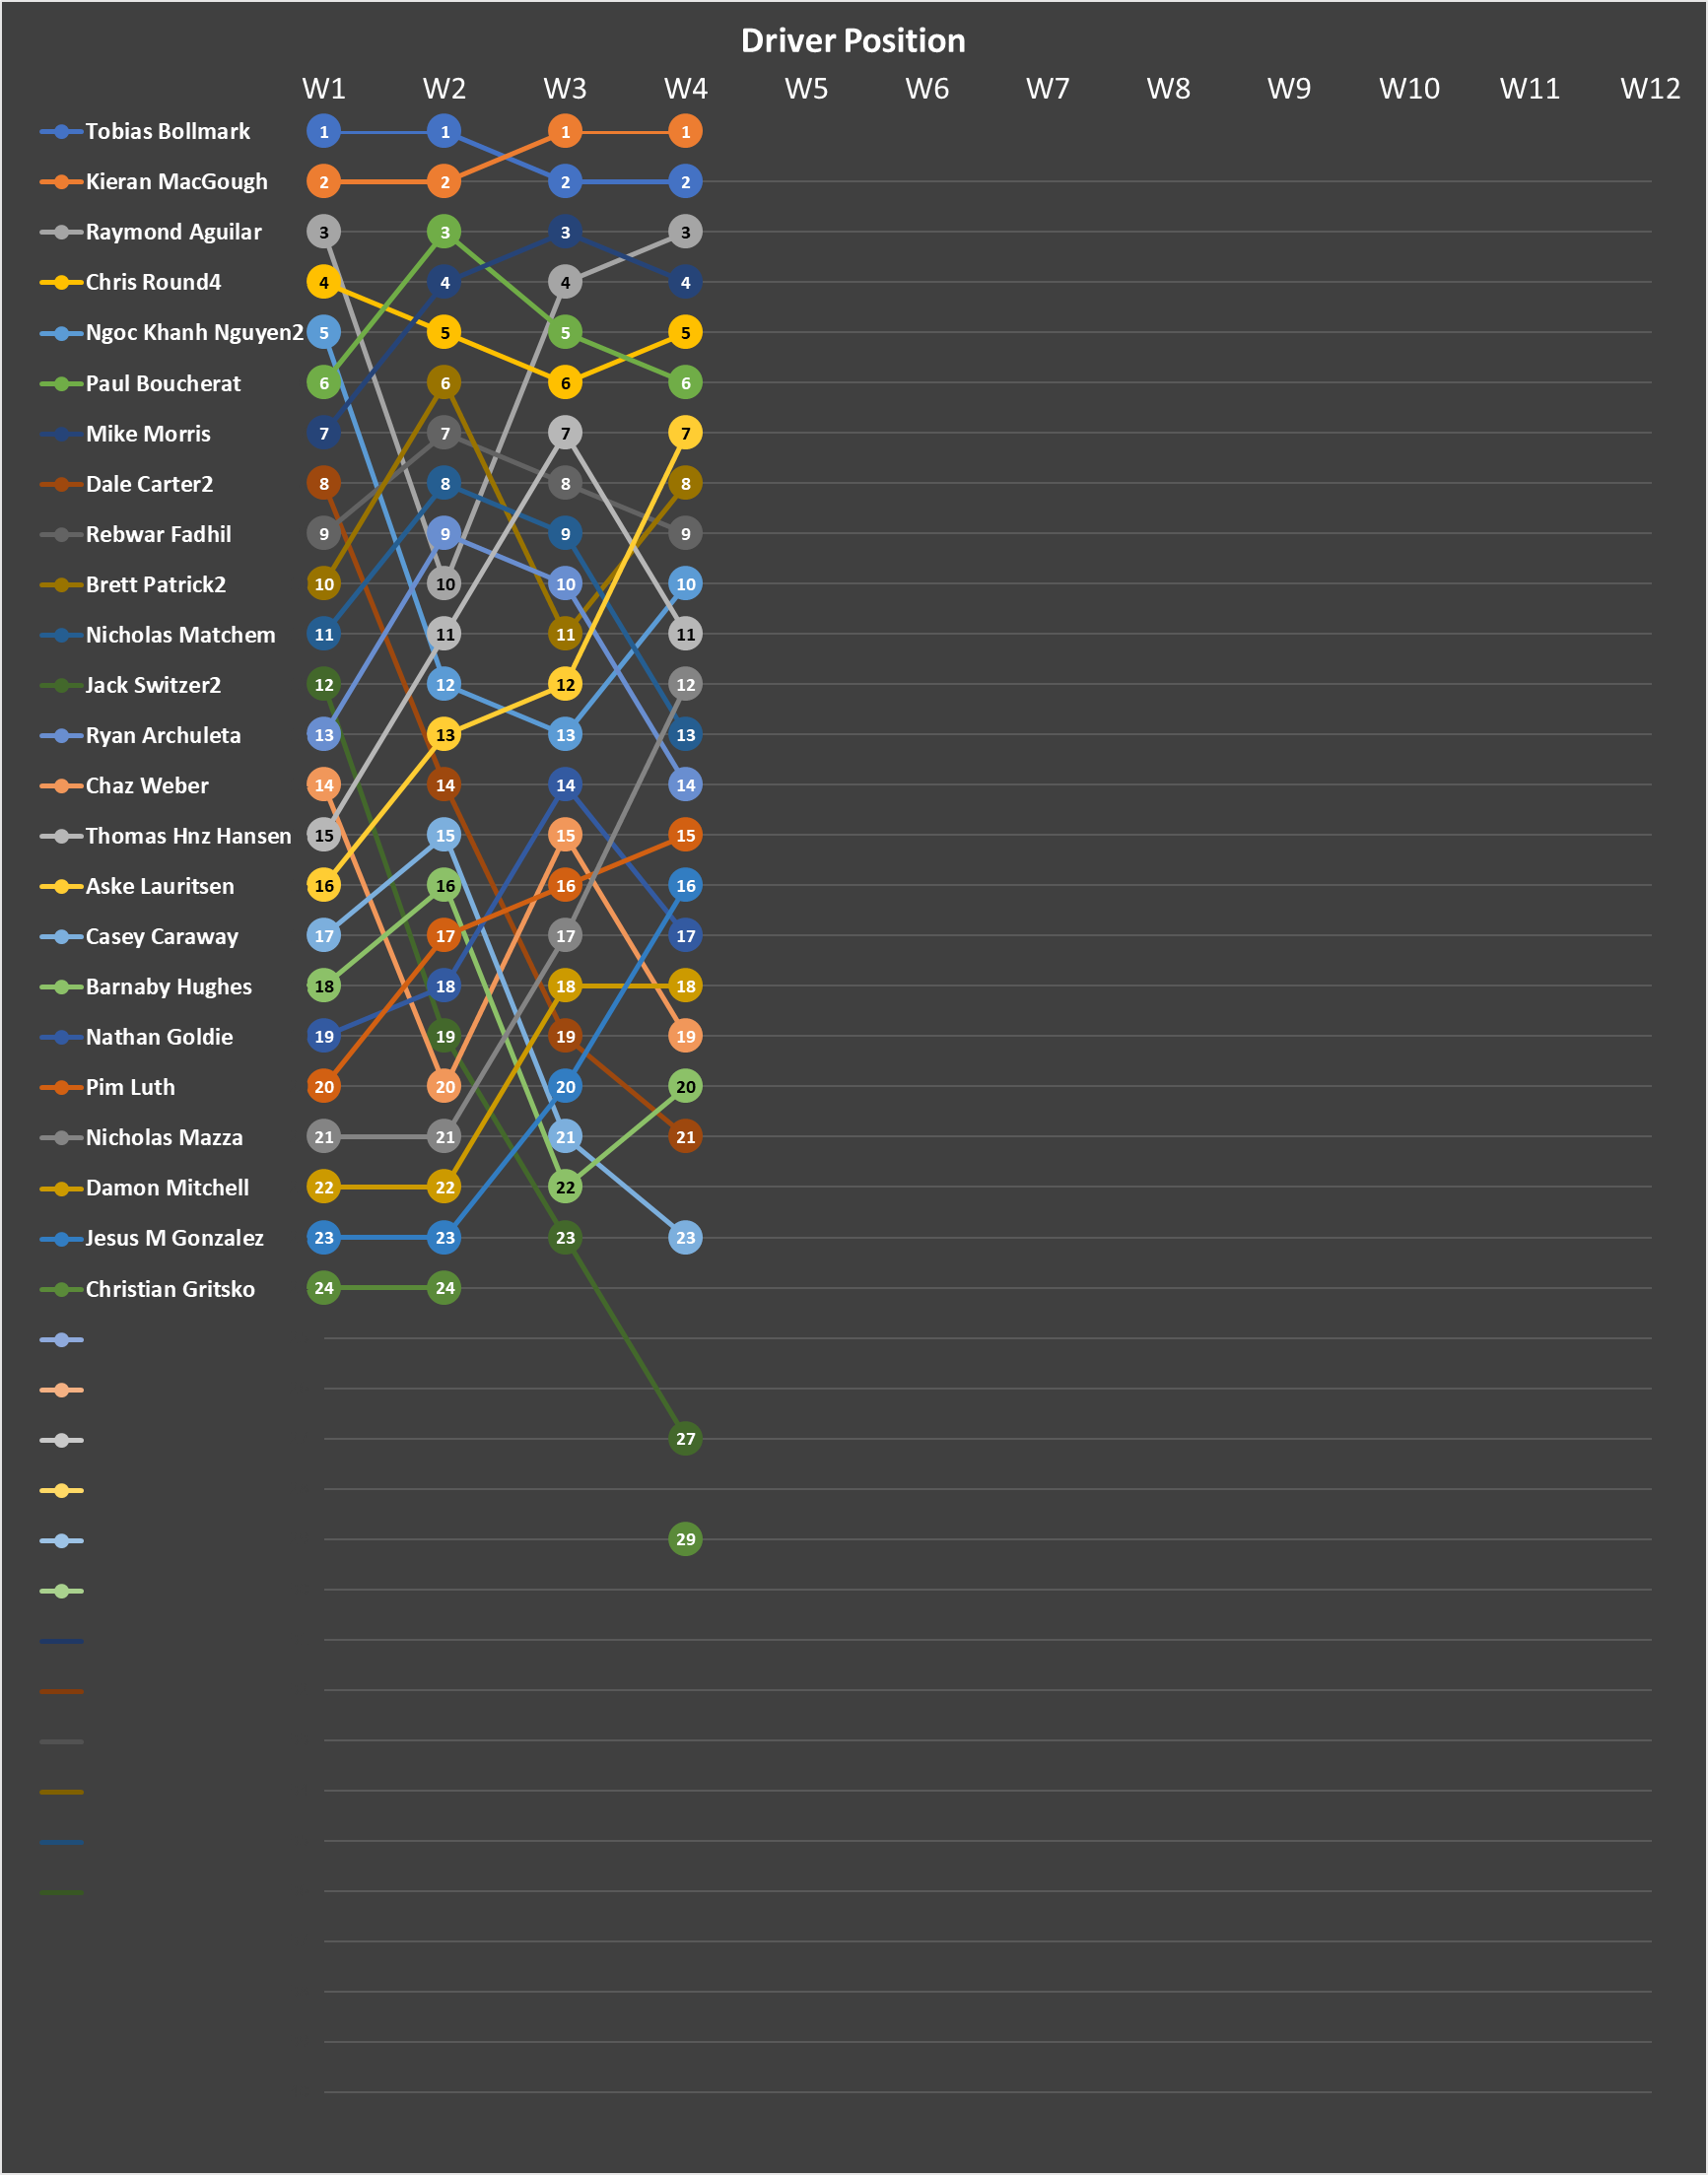 Driver Position
W1 W2 W3 W4 W5 W6 W7 W8 W9 W10 W11 W12
Tobias Bollmark 1 1 1 1
Kieran MacGough 2 2 2 2
Raymond Aguilar 3 3 3 3
Chris Round4 4 4 4 4
Ngoc Khanh Nguyen2 5 5 5 5
Paul Boucherat 6 6 6 6
Mike Morris 7 7 7 7
Dale Carter2 8 8 8 8
Rebwar Fadhil 9 9 9 9
Brett Patrick2 10 10 10 10
Nicholas Matchem 11 11 11 11
Jack Switzer2 12 12 12 12
Ryan Archuleta 13 13 13 13
Chaz Weber 14 14 14 14
Thomas Hnz Hansen 15 15 15 15
Aske Lauritsen 16 16 16 16
Casey Caraway 17 17 17 17
Barnaby Hughes 18 18 18 18
Nathan Goldie 19 19 19 19
Pim Luth 20 20 20 20
Nicholas Mazza 21 21 21 21
Damon Mitchell 22 22 22
Jesus M Gonzalez 23 23 23 23
Christian Gritsko 24 24
27
29